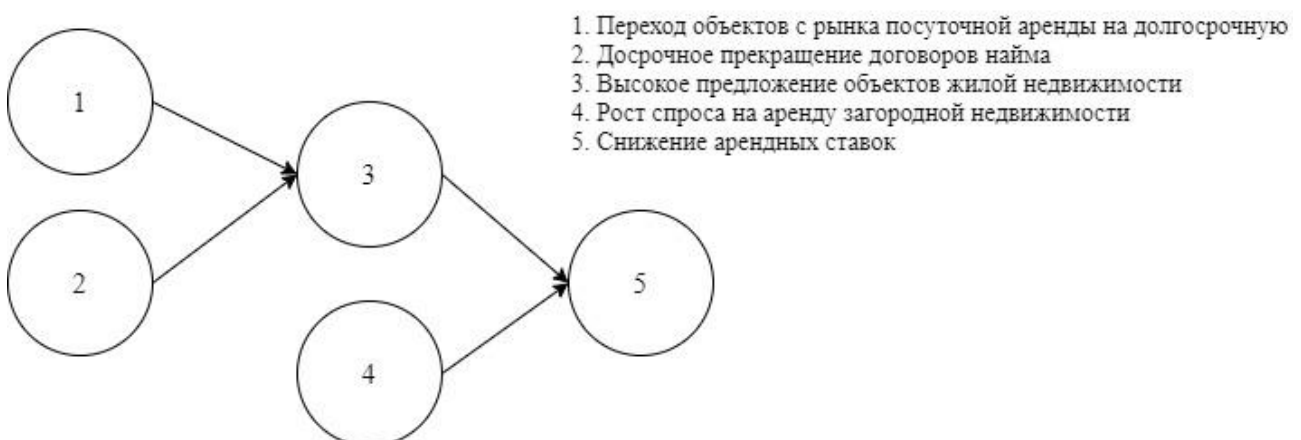 1. Переход объектов с рынка посуточной аренды на долгосрочную
2. Досрочное прекращение договоров найма
3. Высокое предложение объектов жилой недвижимости
4. Рост спроса на аренду загородной недвижимости
5. Снижение арендных ставок
1
3
2
5
4